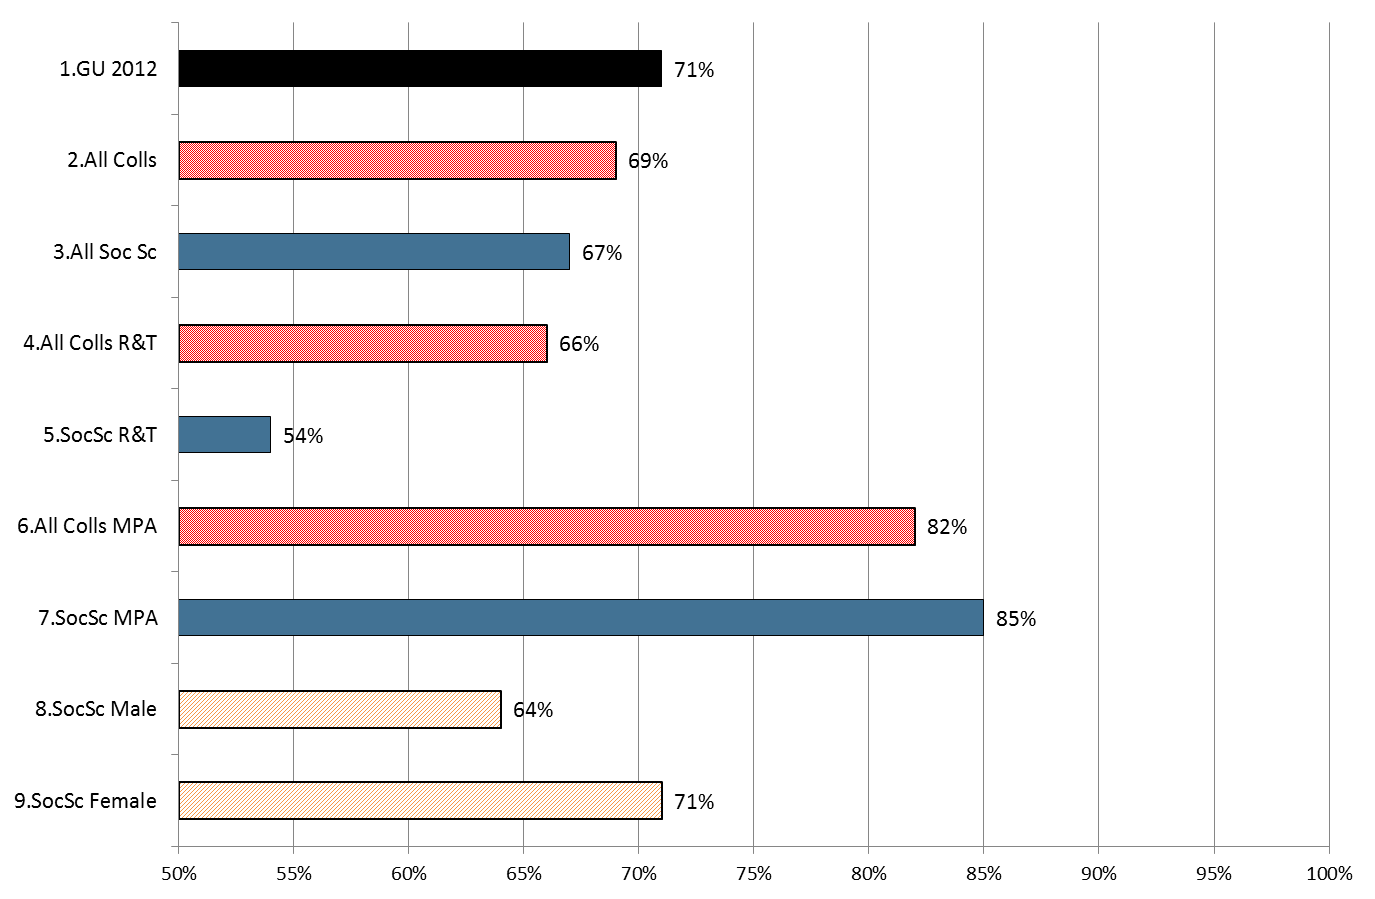 1.GU 2012
71%
2.All Colls
69%
3.All Soc Sc
67%
4.All Colls R&T
66%
5.SocSc R&T
54%
6.All Colls MPA
82%
7.SocSc MPA
85%
8.SocSc Male
64%
9.SocSc Female
71%
50% 55% 60% 65% 70% 75% 80% 85% 90% 95% 100%